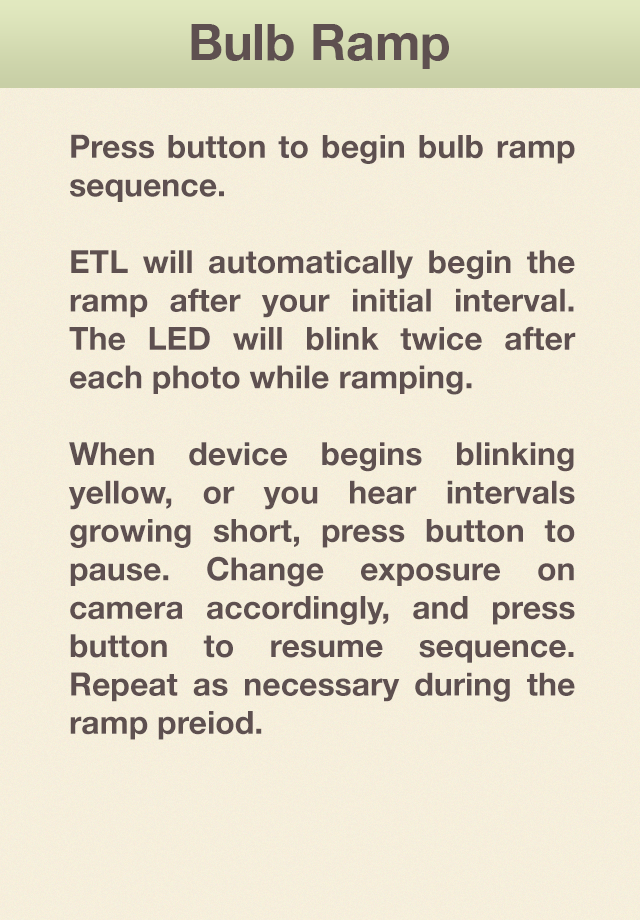 Bulb Ramp
Press button to begin bulb ramp
sequence.
ETL will automatically begin the
ramp after your initial interval.
The LED will blink twice after
each photo while ramping.
When device begins blinking
yellow, or you hear intervals
growing short, press button to
pause. Change exposure on
camera accordingly, and press
button to resume sequence.
Repeat as necessary during the
ramp preiod.